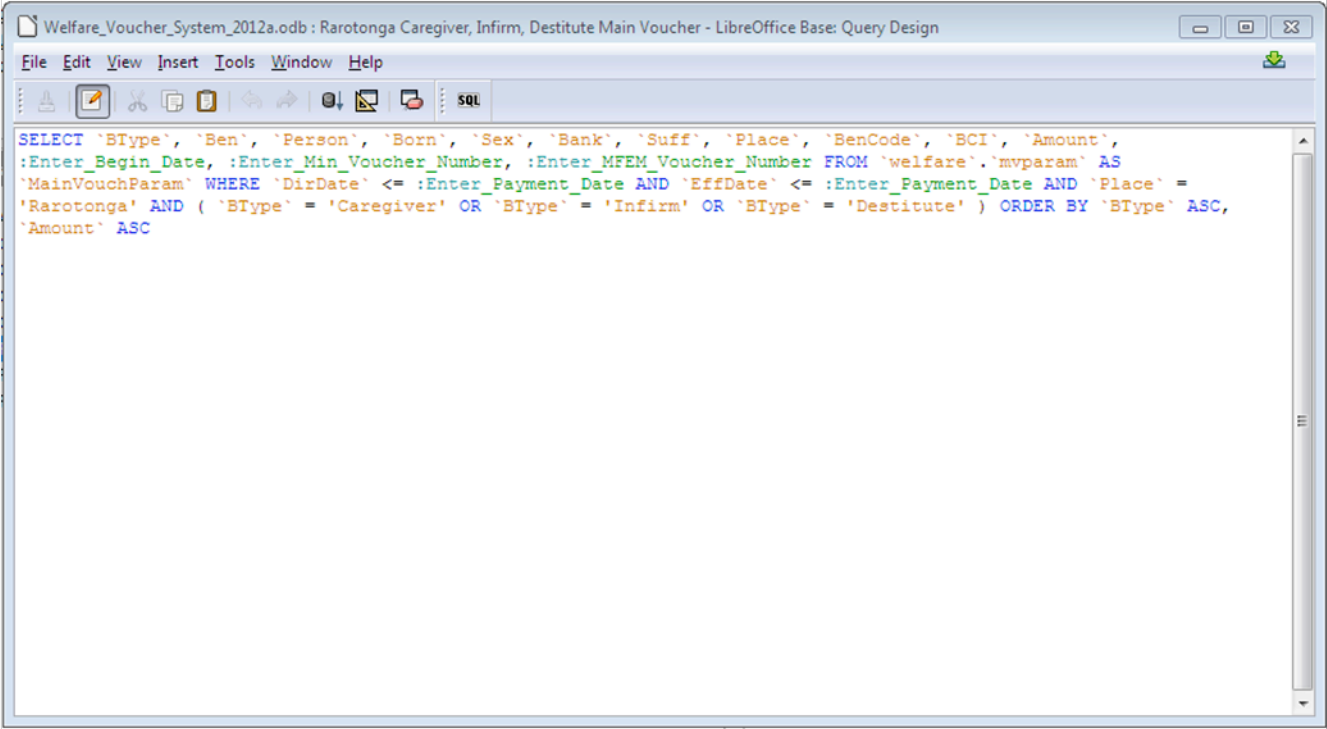 Welfare_Voucher_System_2012a.odb : Rarotonga Caregiver, Infirm, Destitute Main Voucher - LibreOffice Base: Query Design
File Edit View Insert Tools Window Help
SQL
SELECT `BType`, `Ben`, `Person`, `Born`, `Sex`, `Bank`, `Suff`, `Place`, `BenCode`, `BCI`, `Amount`,
:Enter_Begin_Date, :Enter_Min_Voucher_Number, :Enter_MFEM_Voucher_Number FROM `welfare`.`mvparam` AS
`MainVouchParam` WHERE `DirDate` <= :Enter_Payment_Date AND `EffDate` <= :Enter_Payment_Date AND `Place` =
'Rarotonga' AND ( `BType` = 'Caregiver' OR `BType` = 'Infirm' OR `BType` = 'Destitute' ) ORDER BY `BType` ASC,
`Amount` ASC